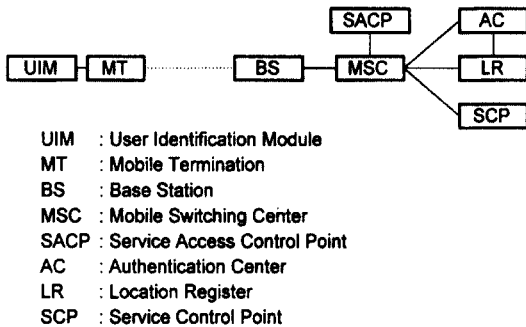 SACP AC
UIM MT BS MSC LR
SCP
UIM : User Identification Module
MT : Mobile Termination
BS : Base Station
MSC : Mobile Switching Center
SACP : Service Access Control Point
AC : Authentication Center
LR : Location Register
SCP : Service Control Point